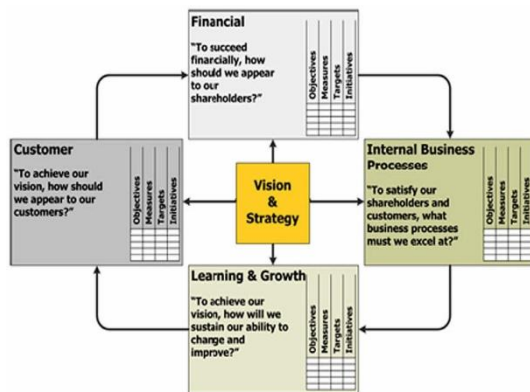 Financial
"To succeed
financially, how
should we appear
to our
shareholders?"
Objectives
Measures
Targets
Initiatives
Customer
"To achieve our
vision, how should
we appear to our
customers?"
Objectives
Measures
Targets
Initiatives
Vision
&
Strategy
Internal Business
Processes
"To satisfy our
shareholders and
customers, what
business processes
must we excel at?"
Objectives
Measures
Targets
Initiatives
Learning & Growth
"To achieve our
vision, how will we
sustain our ability to
change and
improve?"
Objectives
Measures
Targets
Initiatives